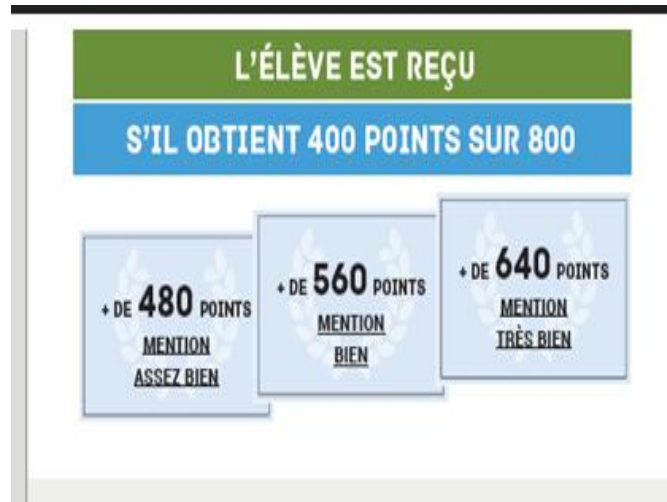 L'ÉLÈVE EST REÇU
S'IL OBTIENT 400 POINTS SUR 800
+ DE 480 POINTS
MENTION
ASSEZ BIEN
+ DE 560 POINTS
MENTION
BIEN
+ DE 640 POINTS
MENTION
TRÈS BIEN